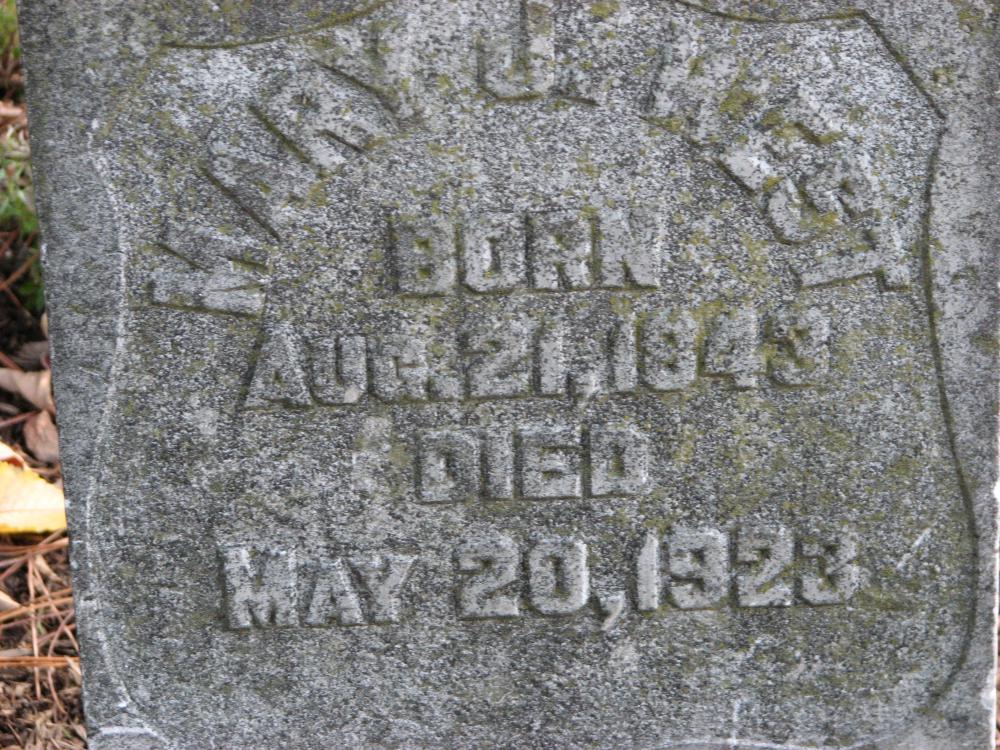 BORN
AUG. 21, 1843
DIED
MAY 20, 1923